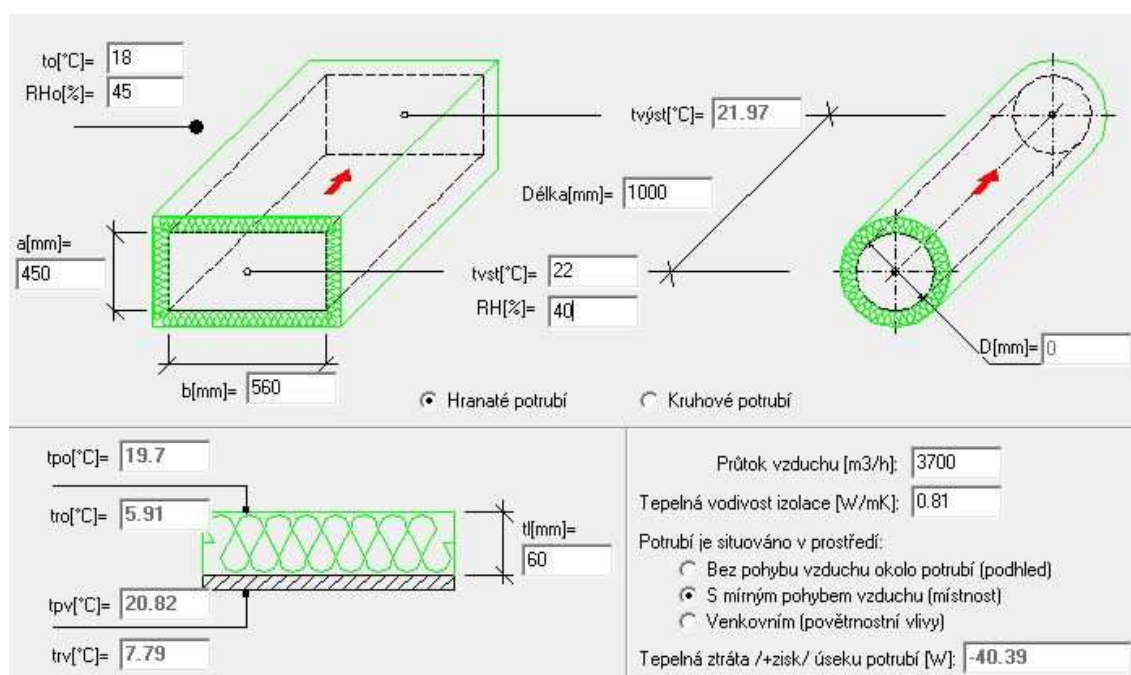 to[°C]= 18
RHo[%]= 45
tvýst[°C]= 21.97
Délka[mm]= 1000
a[mm]=
450
tvst[°C]= 22
RH[%]= 40
D[mm]= 0
b[mm]= 560
Hranaté potrubí
Kruhové potrubí
tpo[°C]= 19.7
tro[°C]= 5.91
tl[mm]=
60
tpv[°C]= 20.82
trv[°C]= 7.79
Průtok vzduchu [m3/h]: 3700
Tepelná vodivost izolace [W/mK]: 0.81
Potrubí je situováno v prostředí:
Bez pohybu vzduchu okolo potrubí (podhled)
S mírným pohybem vzduchu (místnost)
Venkovním (povětrnostní vlivy)
Tepelná ztráta /+zisk/ úseku potrubí [W]: -40.39